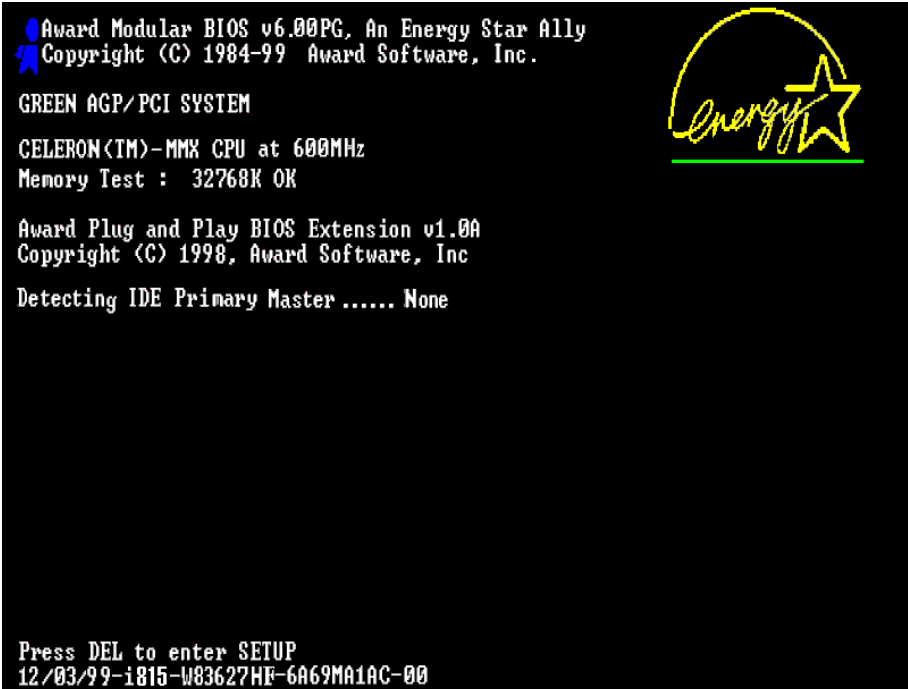 Award Modular BIOS v6.00PG, An Energy Star Ally
Copyright (C) 1984-99 Award Software, Inc.
energy
GREEN AGP/PCI SYSTEM
CELERON(TM)-MMX CPU at 600MHz
Memory Test : 32768K OK
Award Plug and Play BIOS Extension v1.0A
Copyright (C) 1998, Award Software, Inc
Detecting IDE Primary Master ...... None
Press DEL to enter SETUP
12/03/99-i815-W83627HF-6A69MA1AC-00